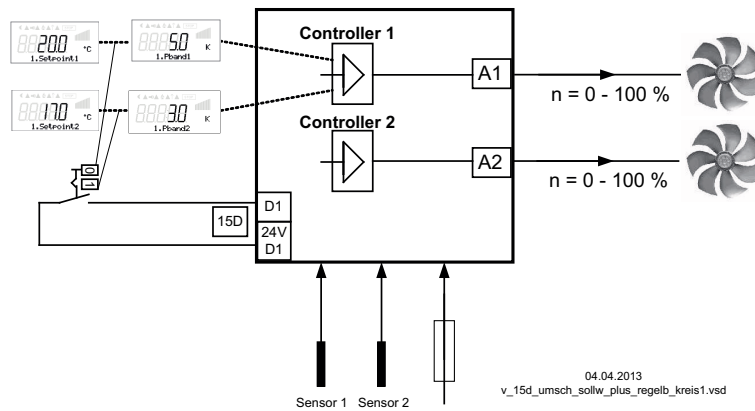 Controller 1
20.0 °C
1.Setpoint1
5.0 K
1.Pband1
A1
n = 0 - 100 %
17.0 °C
1.Setpoint2
3.0 K
1.Pband2
Controller 2
A2
n = 0 - 100 %
0
1
15D
D1
24V
D1
Sensor 1
Sensor 2
04.04.2013
v_15d_umsch_sollw_plus_regelb_kreis1.vsd